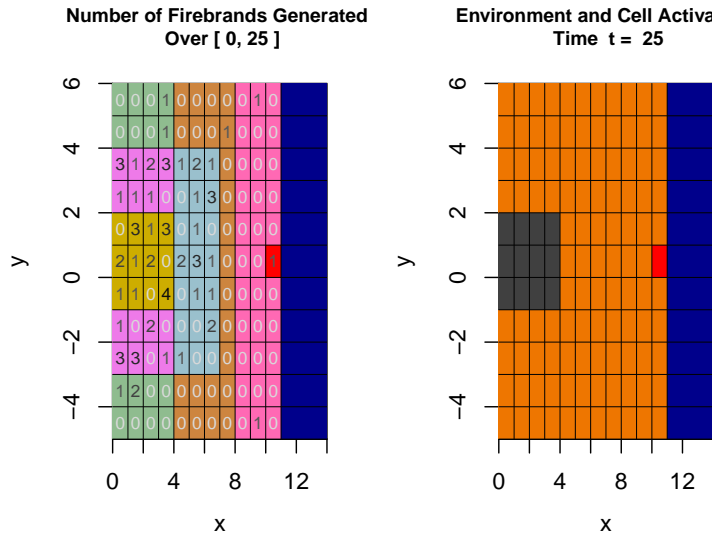 Number of Firebrands Generated
Over [ 0, 25 ]
6
4
2
0
−2
−4
y
0 0 0 1 0 0 0 0 0 1 0
0 0 0 1 0 0 0 1 0 0 0
3 1 2 3 1 2 1 0 0 0 0
1 1 1 0 0 1 3 0 0 0 0
0 3 1 3 0 1 0 0 0 0 0
2 1 2 0 2 3 1 0 0 0 1
1 1 0 4 0 1 1 0 0 0 0
1 0 2 0 0 0 2 0 0 0 0
3 3 0 1 1 0 0 0 0 0 0
1 2 0 0 0 0 0 0 0 0 0
0 0 0 0 0 0 0 0 0 1 0
0 4 8 12
x
Environment and Cell Activa
Time t = 25
6
4
2
0
−2
−4
y
0 4 8 12
x